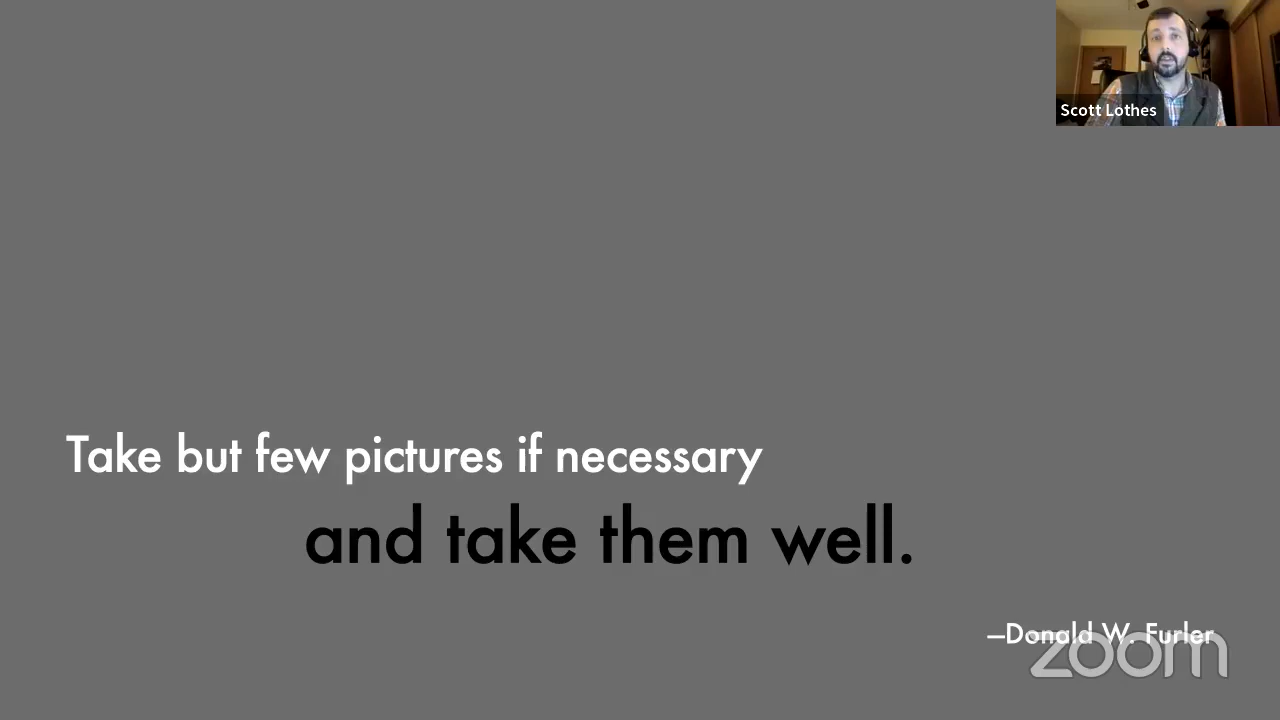 Scott Lothes
Take but few pictures if necessary
and take them well.
—Donald W. Furler
zoom